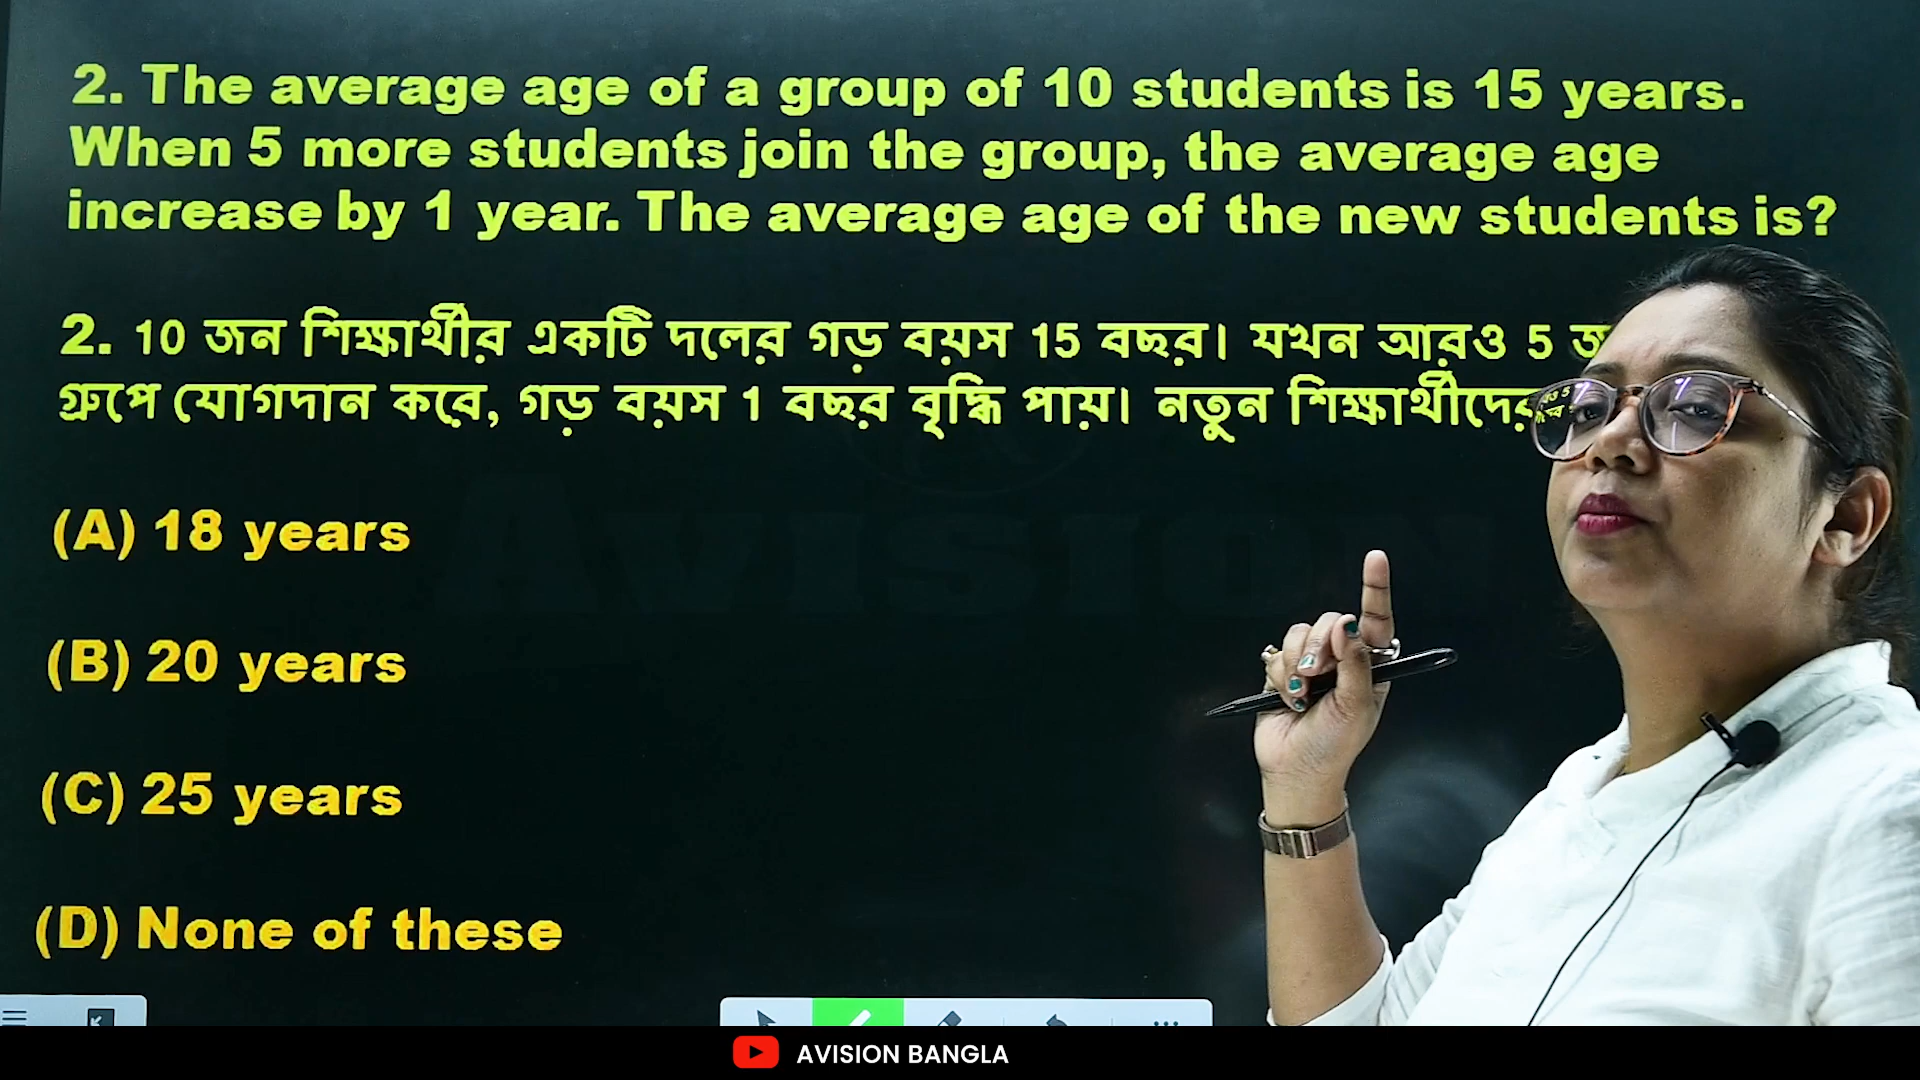 2. The average age of a group of 10 students is 15 years.
When 5 more students join the group, the average age
increase by 1 year. The average age of the new students is?
2. 10 জন শিক্ষার্থীর একটি দলের গড় বয়স 15 বছর। যখন আরও 5
গ্রুপে যোগদান করে, গড় বয়স 1 বছর বৃদ্ধি পায়। নতুন শিক্ষার্থীদের
AVISION
(A) 18 years
(B) 20 years
(C) 25 years
(D) None of these
AVISION BANGLA